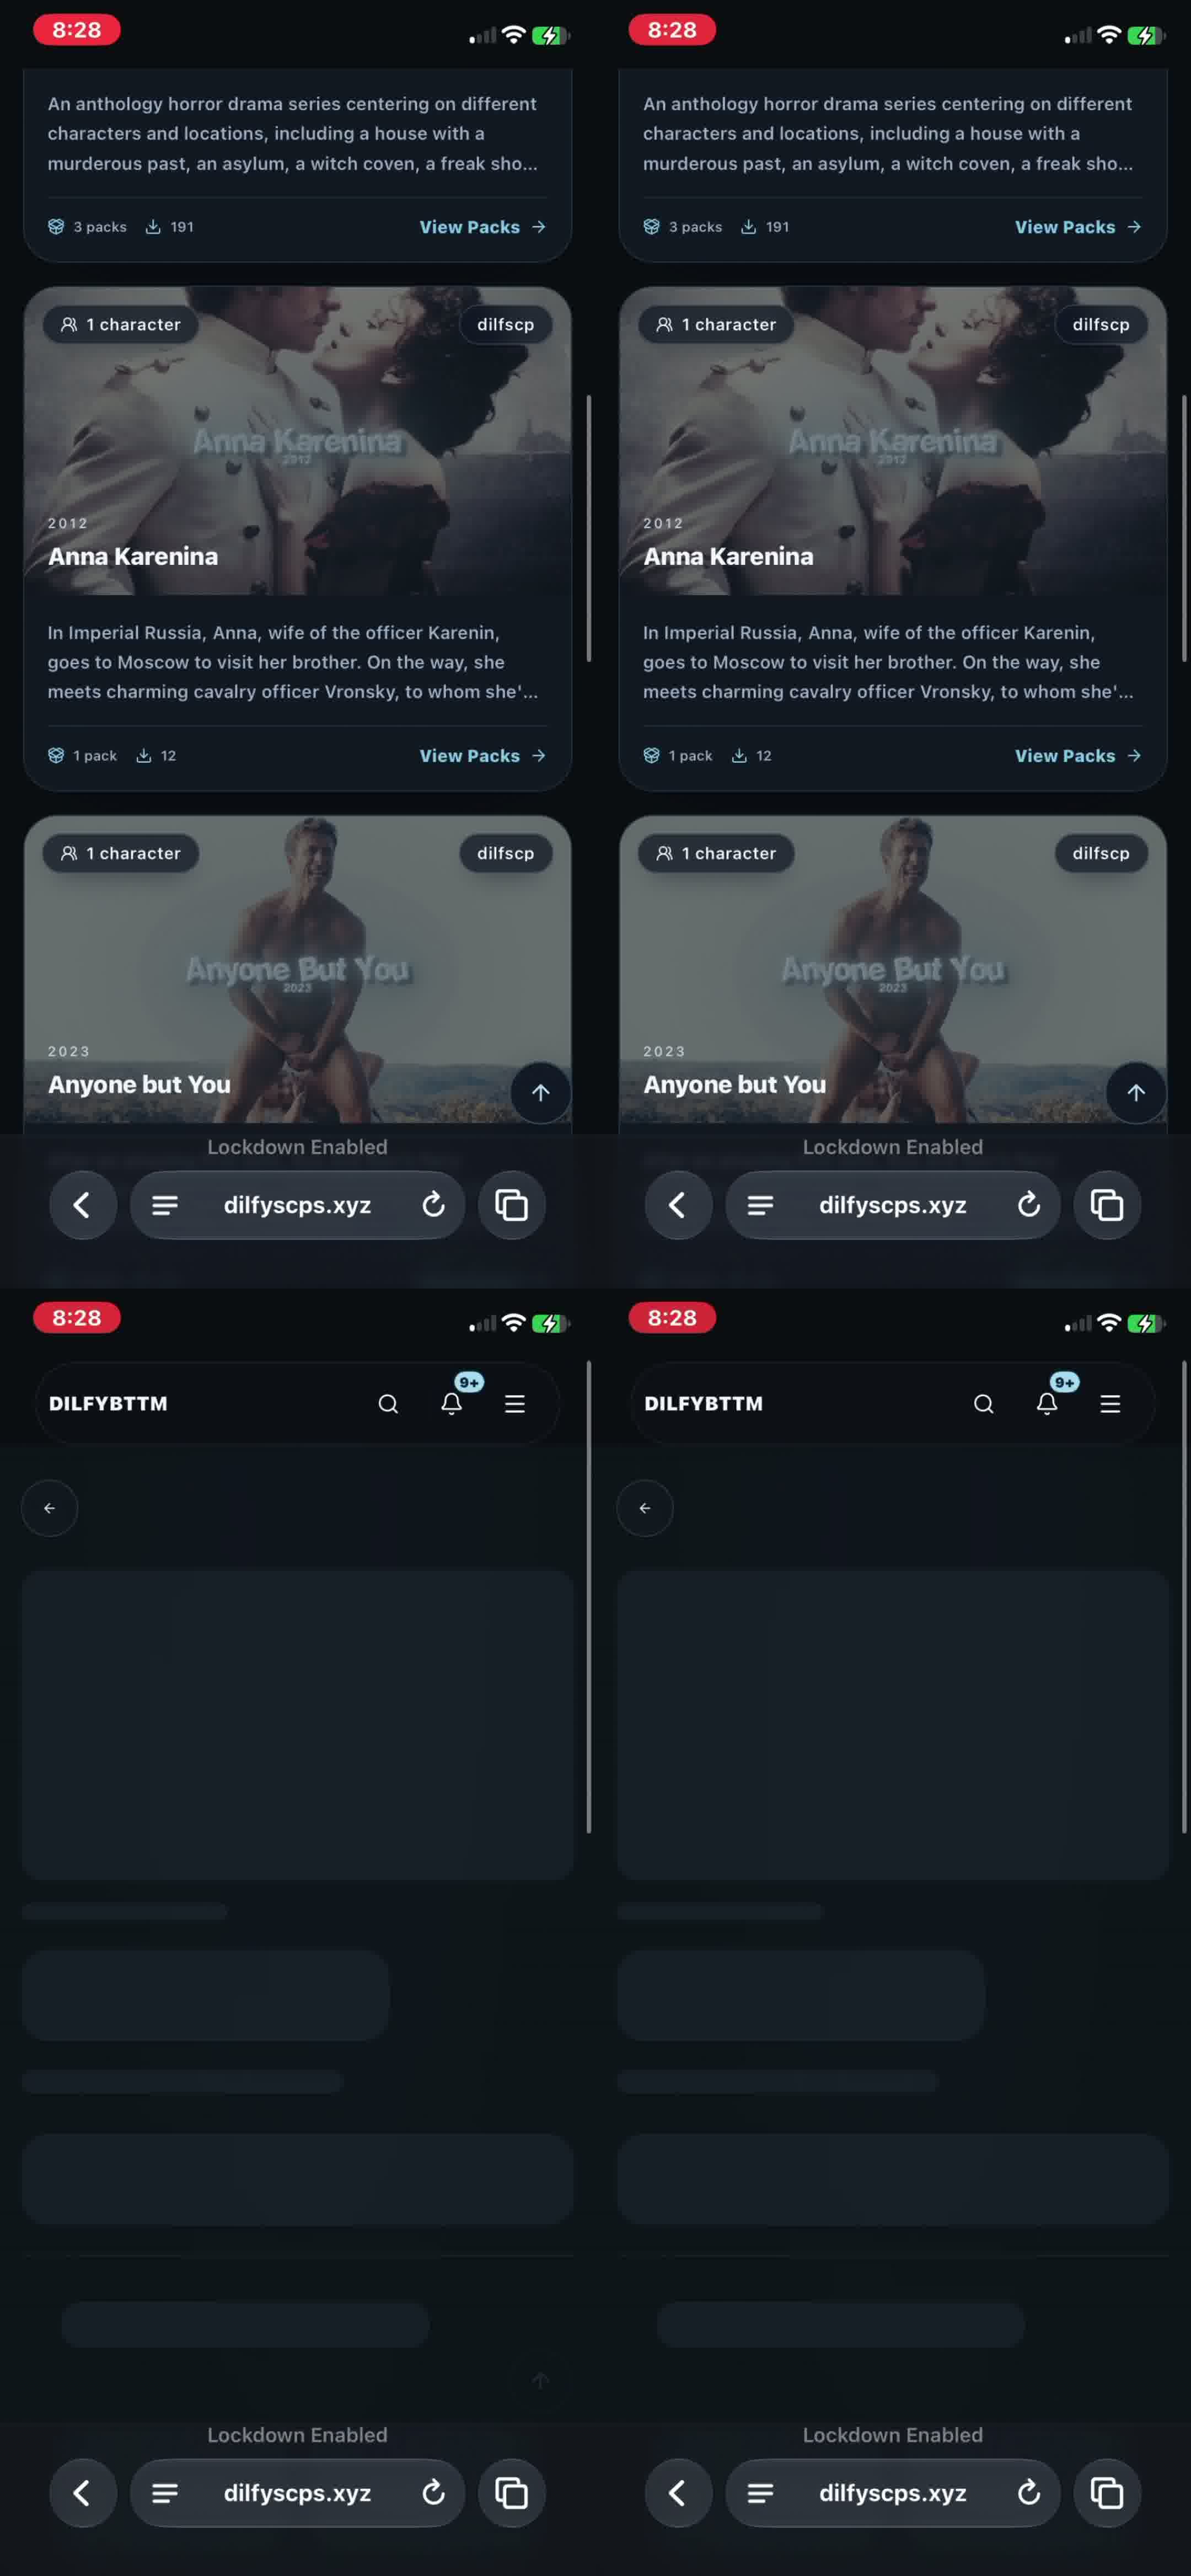 8:28
An anthology horror drama series centering on different
characters and locations, including a house with a
murderous past, an asylum, a witch coven, a freak sho...
3 packs 191 View Packs
1 character dilfscp
Anna Karenina
2012
2012
Anna Karenina
In Imperial Russia, Anna, wife of the officer Karenin,
goes to Moscow to visit her brother. On the way, she
meets charming cavalry officer Vronsky, to whom she'...
1 pack 12 View Packs
1 character dilfscp
Anyone But You
2023
2023
Anyone but You
Lockdown Enabled
dilfyscps.xyz
8:28
An anthology horror drama series centering on different
characters and locations, including a house with a
murderous past, an asylum, a witch coven, a freak sho...
3 packs 191 View Packs
1 character dilfscp
Anna Karenina
2012
2012
Anna Karenina
In Imperial Russia, Anna, wife of the officer Karenin,
goes to Moscow to visit her brother. On the way, she
meets charming cavalry officer Vronsky, to whom she'...
1 pack 12 View Packs
1 character dilfscp
Anyone But You
2023
2023
Anyone but You
Lockdown Enabled
dilfyscps.xyz
8:28
9+
DILFYBTTM
Lockdown Enabled
dilfyscps.xyz
8:28
9+
DILFYBTTM
Lockdown Enabled
dilfyscps.xyz